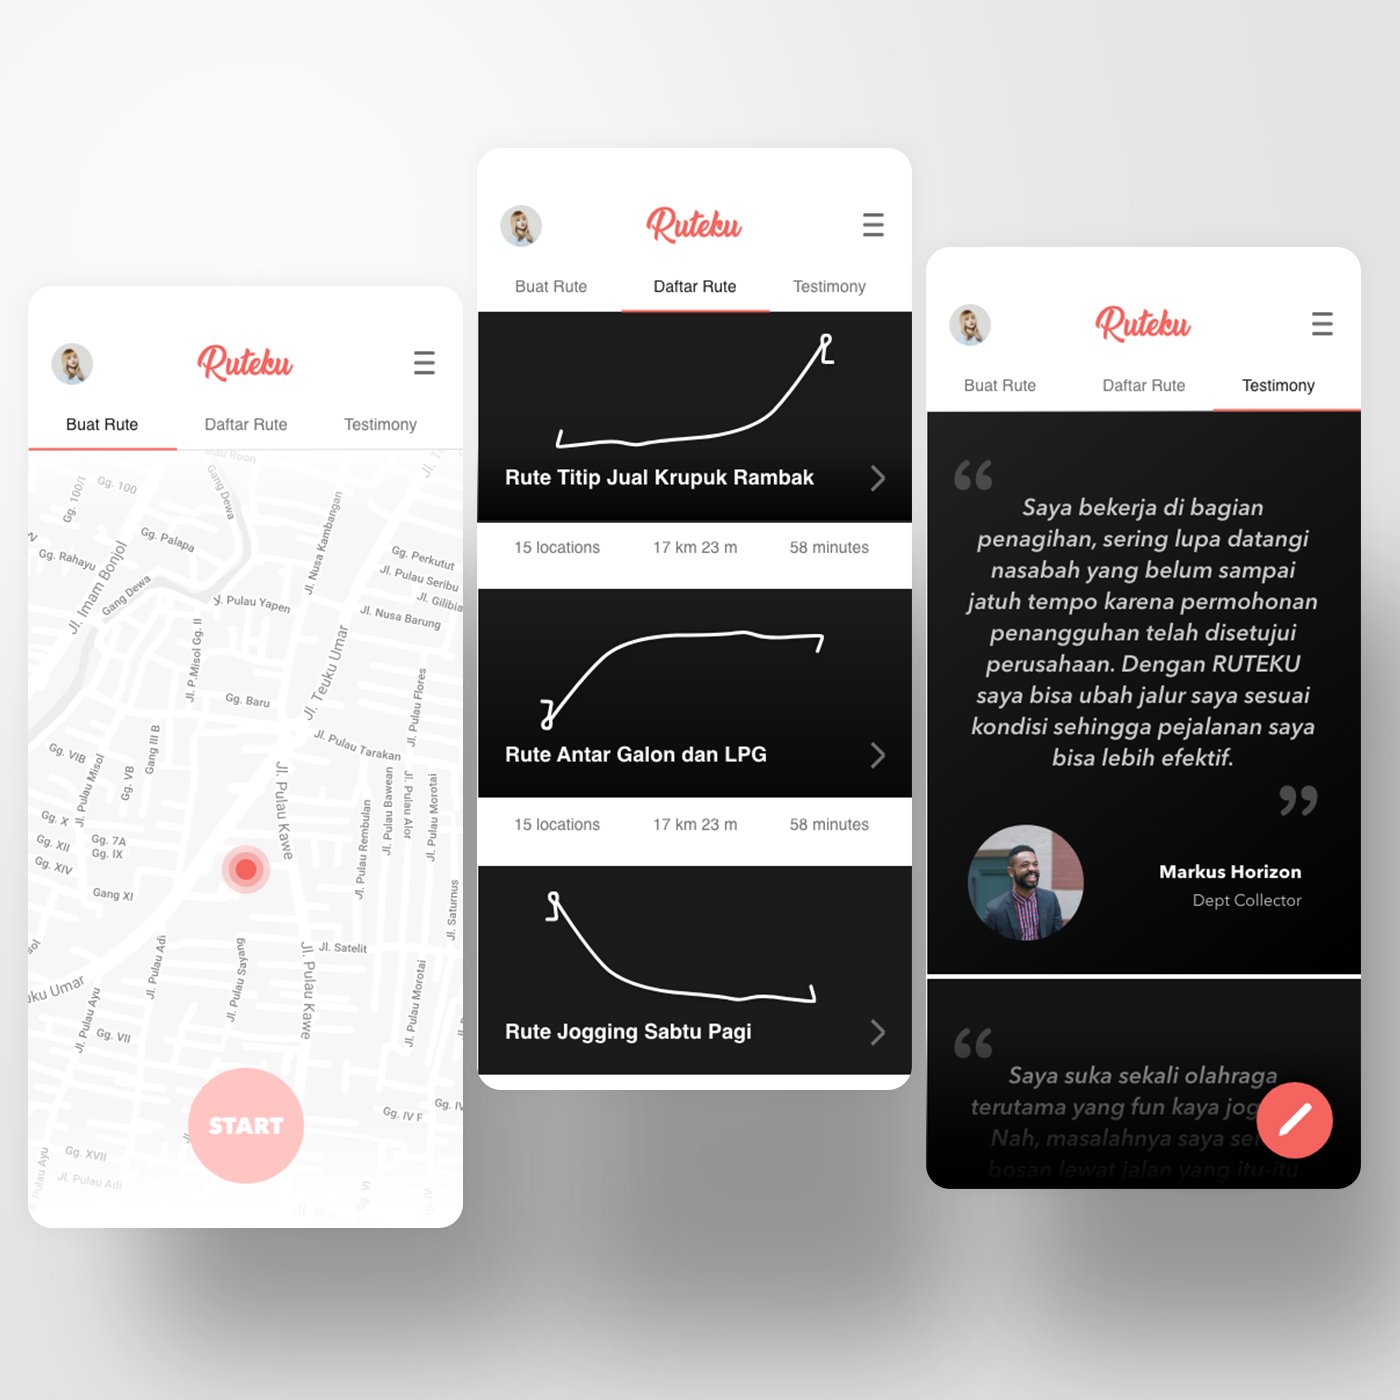 Ruteku
Buat Rute
Daftar Rute
Testimony
Gg. 100/I
Gg. 100
Gang Dewa
Jl. T
Gg. Rahayu
Gg. Palapa
Jl. Imam Bonjol
Gang Dewa
Jl. Nusa Kambangan
Gg. Perkutut
Jl. Pulau Seribu
Jl. Gilibia
Jl. Pulau Yapen
Jl. Nusa Barung
Jl. P.Misol Gg. II
Jl. Teuku Umar
Gg. Baru
Jl. Pulau Flores
Jl. Pulau Tarakan
Gg. VIB
Gang III B
Jl. Pulau Misol
Gg. VB
Jl. Pulau Kawe
Jl. Pulau Bawean
Jl. Pulau Alor
Jl. Pulau Morotai
Jl. Pulau Rembulan
Gg. X
Gg. XII
Gg. 7A
Gg. IX
Gg. XIV
Gang XI
Jl. Saturnus
Jl. Pulau Adi
Jl. Pulau Sayang
Jl. Satelit
Jl. Pulau Kawe
Jl. Pulau Morotai
uku Umar
Jl. Pulau Ayu
Gg. VII
START
Gg. IV F
Gg. IV
Gg. XVII
Jl. Pulau Adi
Pulau Ayu
Gg. VI
Gg. IV
Ruteku
Buat Rute
Daftar Rute
Testimony
Rute Titip Jual Krupuk Rambak
15 locations
17 km 23 m
58 minutes
Rute Antar Galon dan LPG
15 locations
17 km 23 m
58 minutes
Rute Jogging Sabtu Pagi
Ruteku
Buat Rute
Daftar Rute
Testimony
“
Saya bekerja di bagian
penagihan, sering lupa datangi
nasabah yang belum sampai
jatuh tempo karena permohonan
penangguhan telah disetujui
perusahaan. Dengan RUTEKU
saya bisa ubah jalur saya sesuai
kondisi sehingga pejalanan saya
bisa lebih efektif.
”
Markus Horizon
Dept Collector
“
Saya suka sekali olahraga
terutama yang fun kaya jog
Nah, masalahnya saya se
bosan lewat jalan yang itu-itu